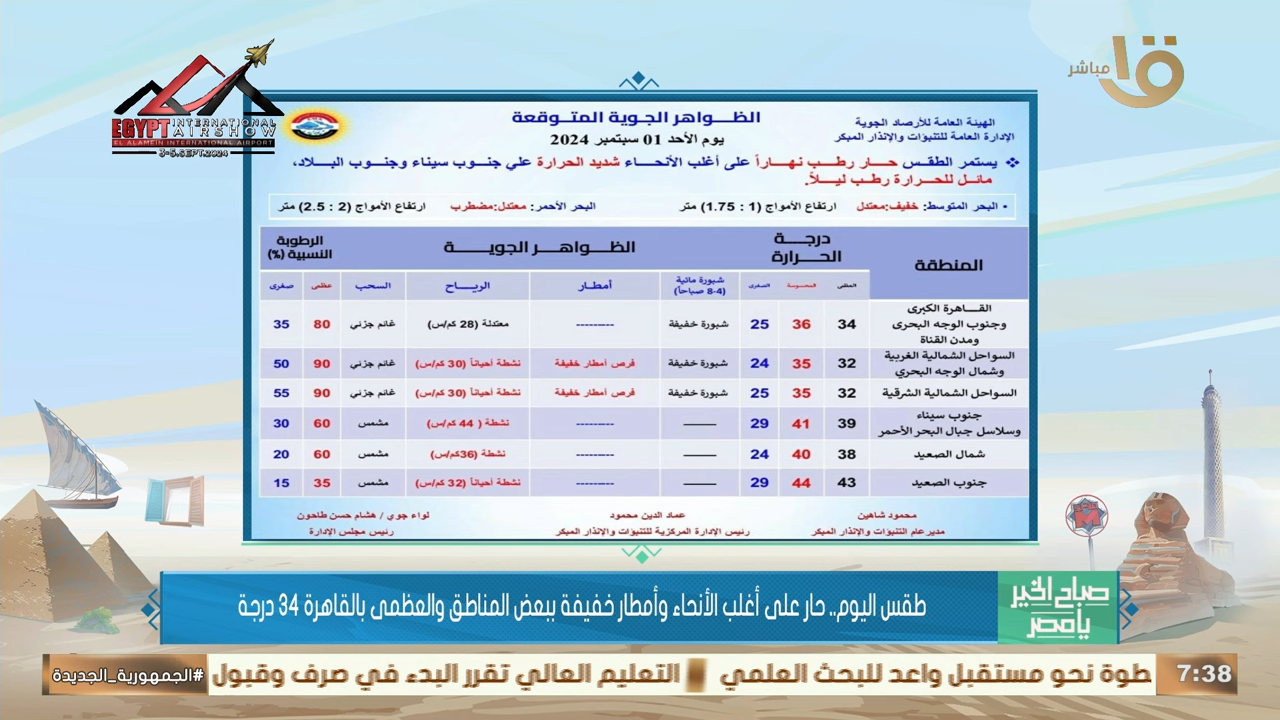 EGYPT INTERNATIONAL AIRSHOW
EL ALAMEIN INTERNATIONAL AIRPORT
3-5.SEPT.2024
مباشر
الهيئة العامة للأرصاد الجوية
الإدارة العامة للتنبؤات والإنذار المبكر
الظواهر الجوية المتوقعة
يوم الأحد 01 سبتمبر 2024
يستمر الطقس حار رطب نهاراً على أغلب الأنحاء شديد الحرارة علي جنوب سيناء وجنوب البلاد،
مائل للحرارة رطب ليلاً.
• البحر المتوسط: خفيف:معتدل ارتفاع الأمواج (1 : 1.75) متر البحر الأحمر: معتدل:مضطرب ارتفاع الأمواج (2 : 2.5) متر
المنطقة درجة الحرارة الظواهر الجوية الرطوبة النسبية (%)
العظمى المحسوسة الصغرى شبورة مائية (4-8 صباحاً) أمطار الرياح السحب عظمى صغرى
القاهرة الكبرى وجنوب الوجه البحرى ومدن القناة 34 36 25 شبورة خفيفة --------- معتدلة (28 كم/س) غائم جزئي 80 35
السواحل الشمالية الغربية وشمال الوجه البحري 32 35 24 شبورة خفيفة فرص أمطار خفيفة نشطة أحياناً (30 كم/س) غائم جزئي 90 50
السواحل الشمالية الشرقية 32 35 25 شبورة خفيفة فرص أمطار خفيفة نشطة أحياناً (30 كم/س) غائم جزئي 90 55
جنوب سيناء وسلاسل جبال البحر الأحمر 39 41 29 —— --------- نشطة ( 44 كم/س) مشمس 60 30
شمال الصعيد 38 40 24 —— --------- نشطة (36كم/س) مشمس 60 20
جنوب الصعيد 43 44 29 —— --------- نشطة أحياناً (32 كم/س) مشمس 35 15
محمود شاهين
مدير عام التنبؤات والإنذار المبكر
عماد الدين محمود
رئيس الإدارة المركزية للتنبؤات والإنذار المبكر
لواء جوي / هشام حسن طاحون
رئيس مجلس الإدارة
صباح الخير يا مصر
طقس اليوم.. حار على أغلب الأنحاء وأمطار خفيفة ببعض المناطق والعظمى بالقاهرة 34 درجة
7:38
طوة نحو مستقبل واعد للبحث العلمي التعليم العالي تقرر البدء في صرف وقبول
#الجمهورية_الجديدة